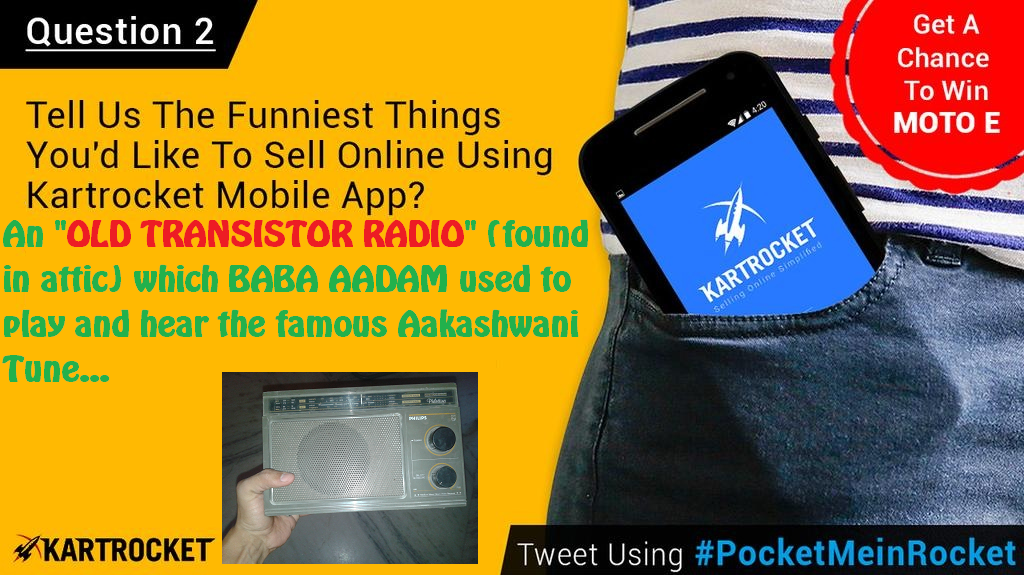 Question 2
Get A
Chance
To Win
MOTO E
Tell Us The Funniest Things
You'd Like To Sell Online Using
Kartrocket Mobile App?
An "OLD TRANSISTOR RADIO" (found
in attic) which BABA AADAM used to
play and hear the famous Aakashwani
Tune...
4:20
KARTROCKET
Selling Online Simplified
PHILIPS
KARTROCKET
Tweet Using #PocketMeinRocket